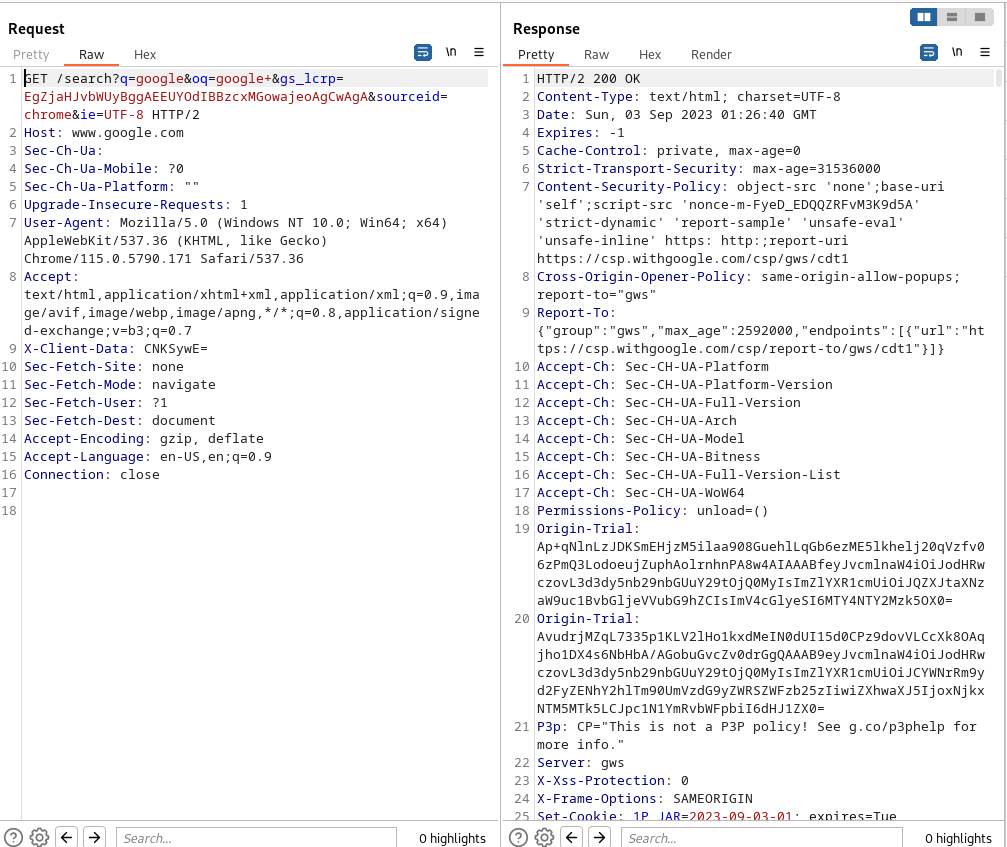 Request
Pretty Raw Hex \n
1 GET /search?q=google&oq=google+&gs_lcrp=
EgZjaHJvbWUyBggAEEUYOdIBBzcxMGowajeoAgCwAgA&sourceid=
chrome&ie=UTF-8 HTTP/2
2 Host: www.google.com
3 Sec-Ch-Ua:
4 Sec-Ch-Ua-Mobile: ?0
5 Sec-Ch-Ua-Platform: ""
6 Upgrade-Insecure-Requests: 1
7 User-Agent: Mozilla/5.0 (Windows NT 10.0; Win64; x64)
AppleWebKit/537.36 (KHTML, like Gecko)
Chrome/115.0.5790.171 Safari/537.36
8 Accept:
text/html,application/xhtml+xml,application/xml;q=0.9,ima
ge/avif,image/webp,image/apng,*/*;q=0.8,application/signe
d-exchange;v=b3;q=0.7
9 X-Client-Data: CNKSywE=
10 Sec-Fetch-Site: none
11 Sec-Fetch-Mode: navigate
12 Sec-Fetch-User: ?1
13 Sec-Fetch-Dest: document
14 Accept-Encoding: gzip, deflate
15 Accept-Language: en-US,en;q=0.9
16 Connection: close
17
18
Search...
0 highlights
Response
Pretty Raw Hex Render \n
1 HTTP/2 200 OK
2 Content-Type: text/html; charset=UTF-8
3 Date: Sun, 03 Sep 2023 01:26:40 GMT
4 Expires: -1
5 Cache-Control: private, max-age=0
6 Strict-Transport-Security: max-age=31536000
7 Content-Security-Policy: object-src 'none';base-uri
'self';script-src 'nonce-m-FyeD_EDQQZRFvM3K9d5A'
'strict-dynamic' 'report-sample' 'unsafe-eval'
'unsafe-inline' https: http:;report-uri
https://csp.withgoogle.com/csp/gws/cdt1
8 Cross-Origin-Opener-Policy: same-origin-allow-popups;
report-to="gws"
9 Report-To:
{"group":"gws","max_age":2592000,"endpoints":[{"url":"ht
tps://csp.withgoogle.com/csp/report-to/gws/cdt1"}]}
10 Accept-Ch: Sec-CH-UA-Platform
11 Accept-Ch: Sec-CH-UA-Platform-Version
12 Accept-Ch: Sec-CH-UA-Full-Version
13 Accept-Ch: Sec-CH-UA-Arch
14 Accept-Ch: Sec-CH-UA-Model
15 Accept-Ch: Sec-CH-UA-Bitness
16 Accept-Ch: Sec-CH-UA-Full-Version-List
17 Accept-Ch: Sec-CH-UA-WoW64
18 Permissions-Policy: unload=()
19 Origin-Trial:
Ap+qNlnLzJDKSmEHjzM5ilaa908GuehlLqGb6ezME5lkhelj20qVzfv0
6zPmQ3LodoeujZuphAolrnhnPA8w4AIAAABfeyJvcmlnaW4iOiJodHRw
czovL3d3dy5nb29nbGUuY29tOjQ0MyIsImZlYXR1cmUiOiJQZXJtaXNz
aW9uc1BvbGljeVVubG9hZCIsImV4cGlyeSI6MTY4NTY2Mzk5OX0=
20 Origin-Trial:
AvudrjMZqL7335p1KLV2lHo1kxdMeIN0dUI15d0CPz9dovVLCcXk8OAq
jho1DX4s6NbHbA/AGobuGvcZv0drGgQAAAB9eyJvcmlnaW4iOiJodHRw
czovL3d3dy5nb29nbGUuY29tOjQ0MyIsImZlYXR1cmUiOiJCYWNrRm9y
d2FyZENhY2hlTm90UmVzdG9yZWRSZWFzb25zIiwiZXhwaXJ5IjoxNjkx
NTM5MTk5LCJpc1N1YmRvbWFpbiI6dHJ1ZX0=
21 P3p: CP="This is not a P3P policy! See g.co/p3phelp for
more info."
22 Server: gws
23 X-Xss-Protection: 0
24 X-Frame-Options: SAMEORIGIN
25 Set-Cookie: 1P_JAR=2023-09-03-01; expires=Tue
Search...
0 highlights